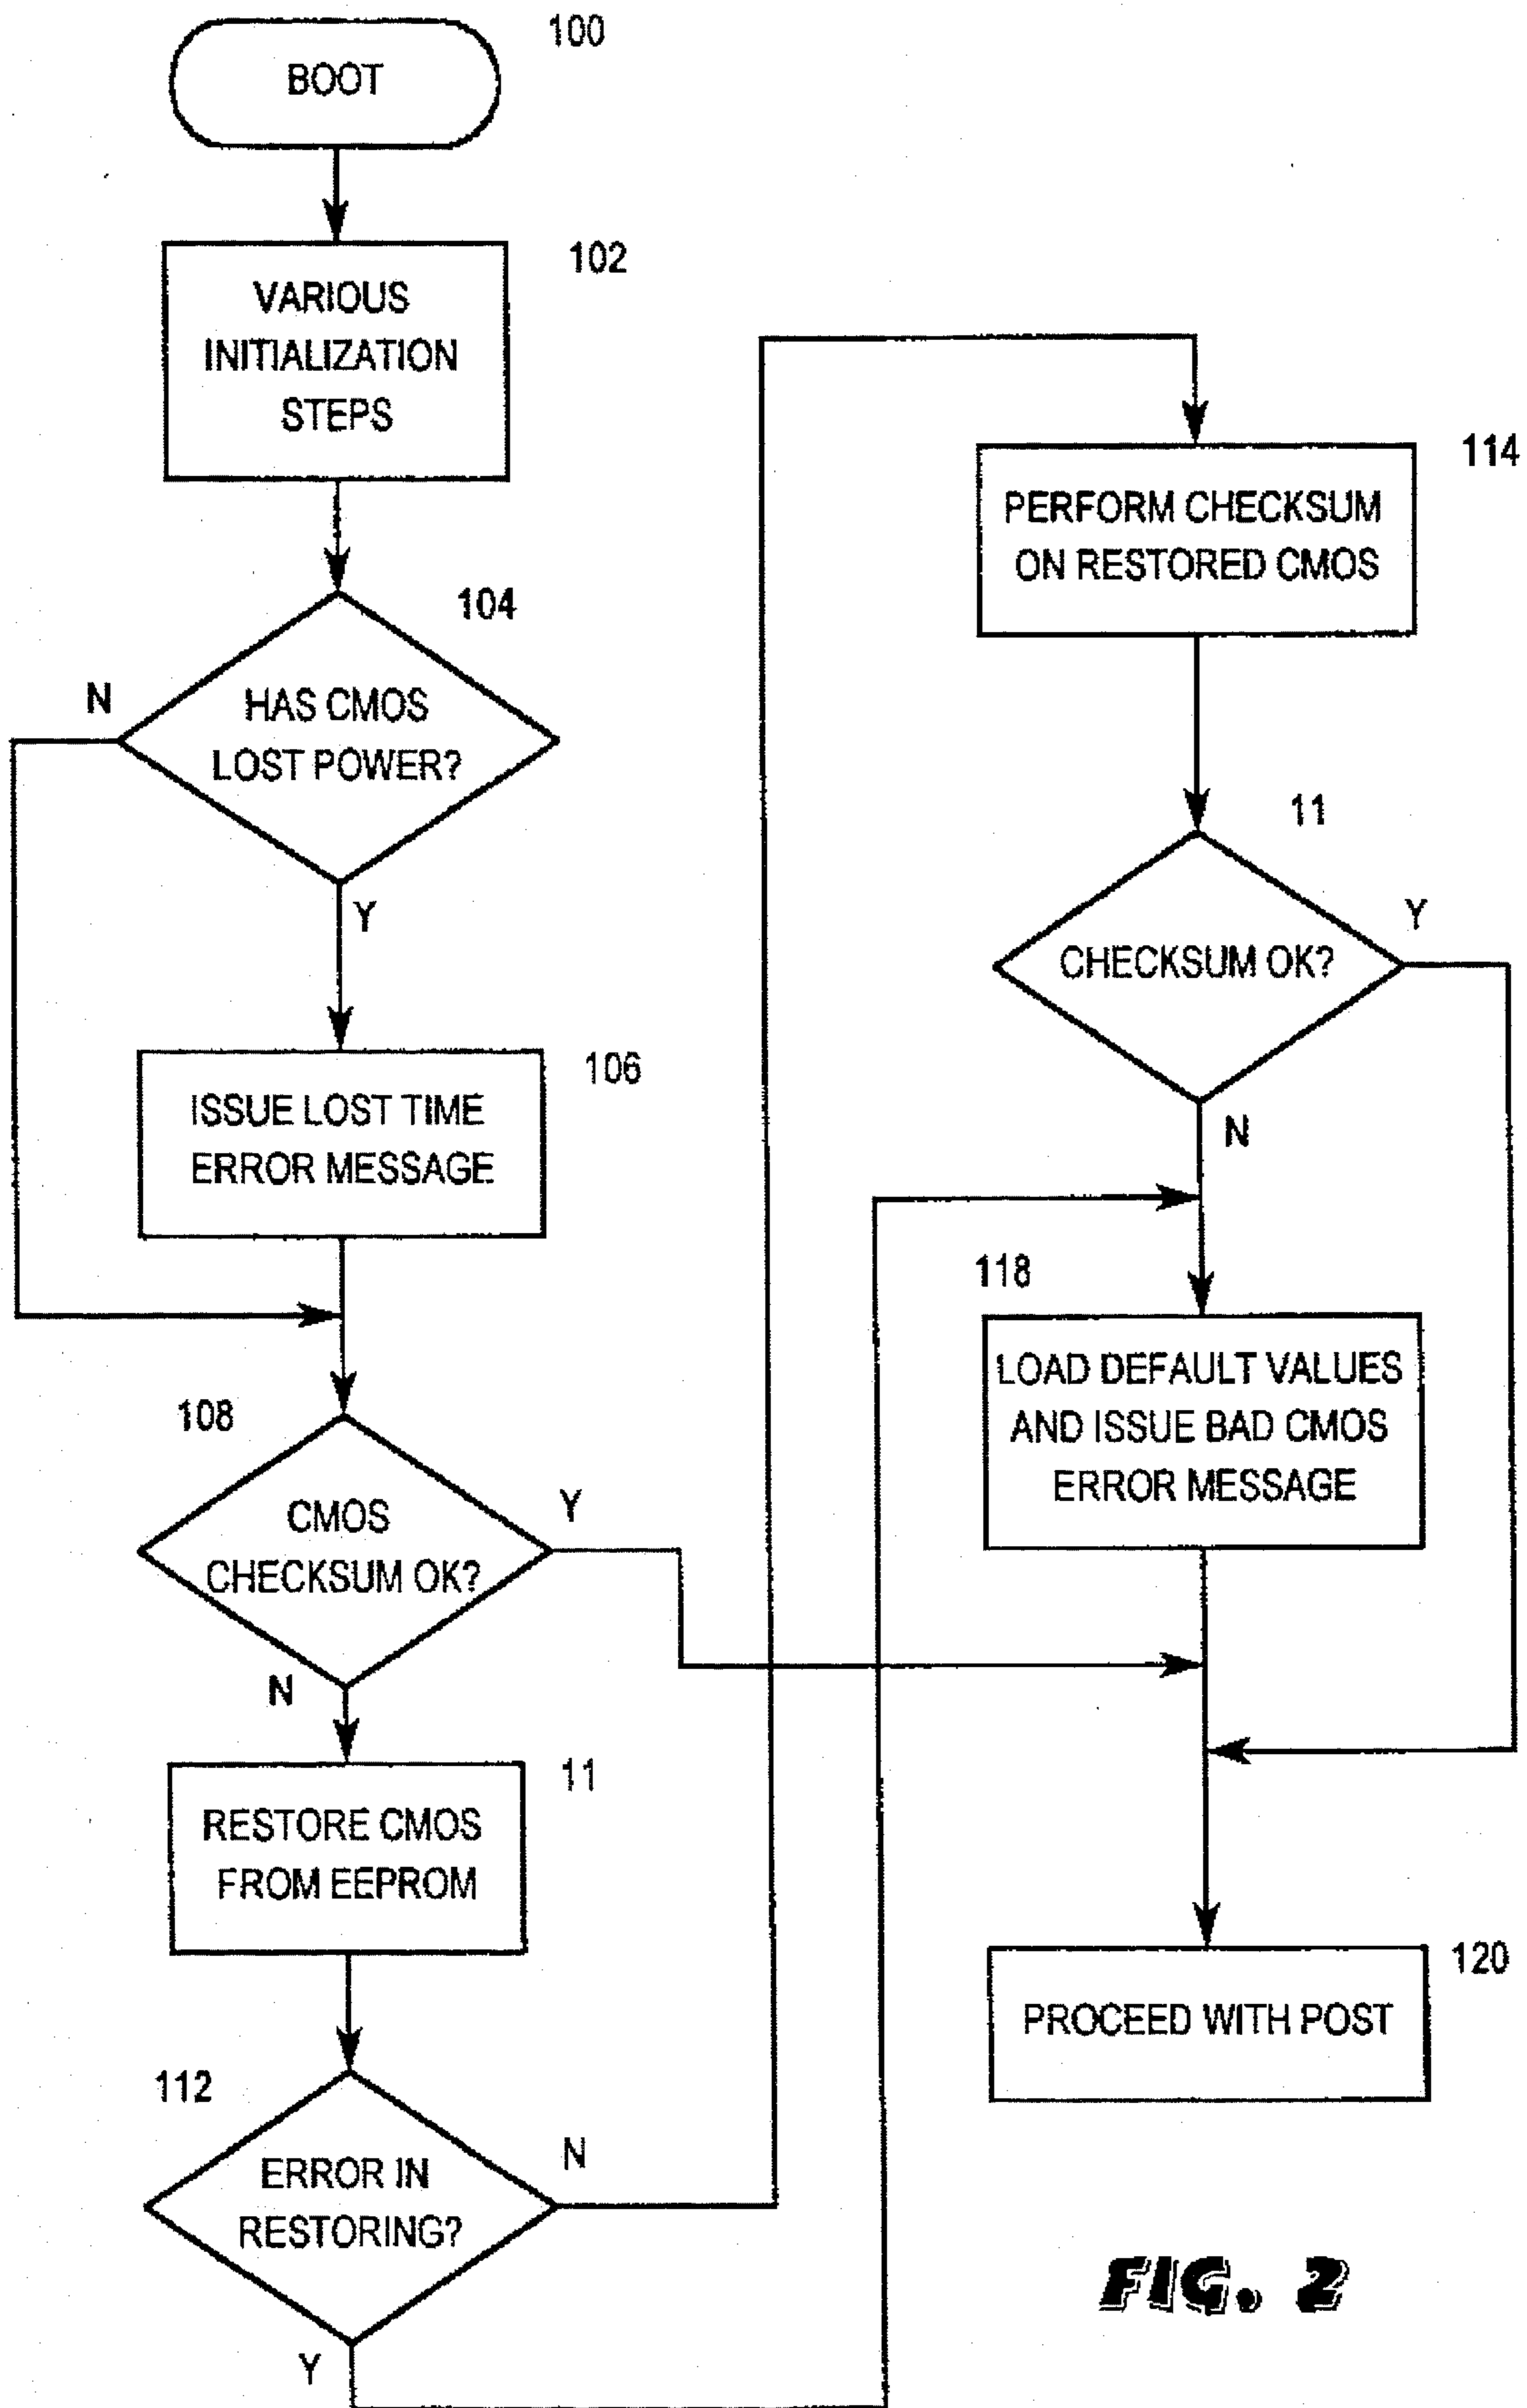 100
BOOT
102
VARIOUS
INITIALIZATION
STEPS
104
N
HAS CMOS
LOST POWER?
Y
106
ISSUE LOST TIME
ERROR MESSAGE
108
CMOS
CHECKSUM OK?
Y
N
11
RESTORE CMOS
FROM EEPROM
112
ERROR IN
RESTORING?
N
Y
114
PERFORM CHECKSUM
ON RESTORED CMOS
11
CHECKSUM OK?
Y
N
118
LOAD DEFAULT VALUES
AND ISSUE BAD CMOS
ERROR MESSAGE
120
PROCEED WITH POST
FIG. 2